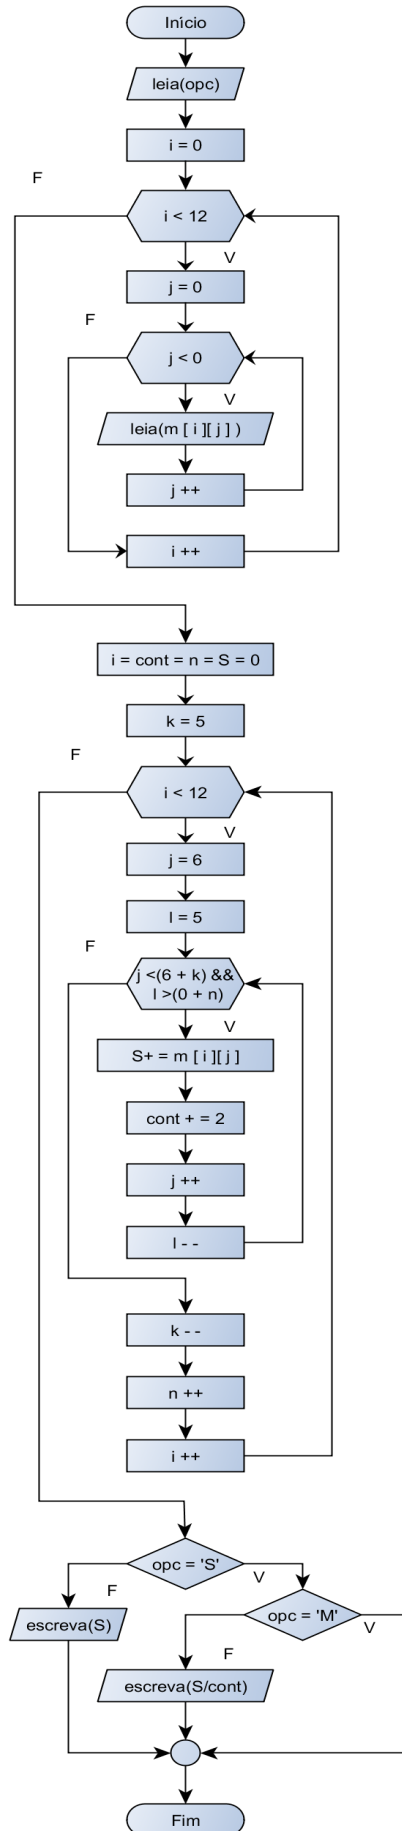 Início
leia(opc)
i = 0
F
i < 12
V
j = 0
F
j < 0
V
leia(m [ i ][ j ] )
j ++
i ++
i = cont = n = S = 0
k = 5
F
i < 12
V
j = 6
l = 5
F
j <(6 + k) &&
l >(0 + n)
V
S+ = m [ i ][ j ]
cont + = 2
j ++
l - -
k - -
n ++
i ++
opc = 'S'
F
V
escreva(S)
opc = 'M'
V
F
escreva(S/cont)
Fim